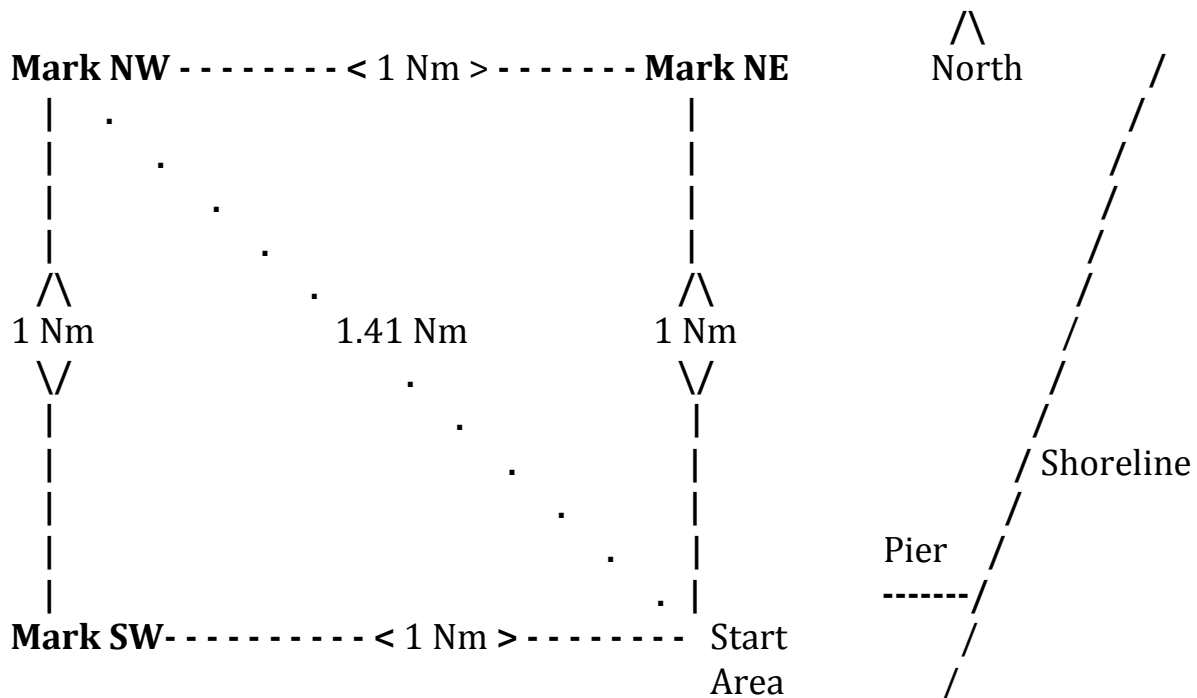 /\
Mark NW - - - - - - - - < 1 Nm > - - - - - - - Mark NE North
1 Nm 1.41 Nm 1 Nm
Shoreline
Pier
Mark SW- - - - - - - - - - < 1 Nm > - - - - - - - - Start
Area